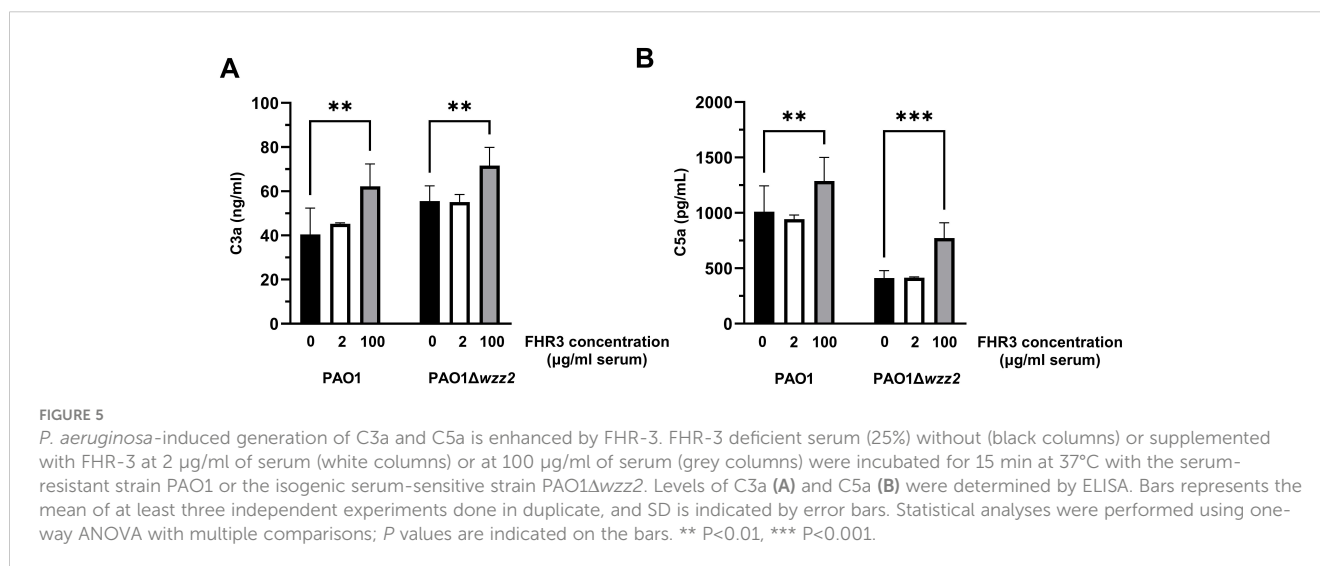 A
B
** **
** ***
100
80
60
40
20
0
C3a (ng/ml)
2000
1500
1000
500
0
C5a (pg/mL)
0 2 100 0 2 100 FHR3 concentration
(µg/ml serum)
PAO1 PAO1Δwzz2
0 2 100 0 2 100 FHR3 concentration
(µg/ml serum)
PAO1 PAO1Δwzz2
FIGURE 5
P. aeruginosa-induced generation of C3a and C5a is enhanced by FHR-3. FHR-3 deficient serum (25%) without (black columns) or supplemented
with FHR-3 at 2 µg/ml of serum (white columns) or at 100 µg/ml of serum (grey columns) were incubated for 15 min at 37°C with the serum-
resistant strain PAO1 or the isogenic serum-sensitive strain PAO1Δwzz2. Levels of C3a (A) and C5a (B) were determined by ELISA. Bars represents the
mean of at least three independent experiments done in duplicate, and SD is indicated by error bars. Statistical analyses were performed using one-
way ANOVA with multiple comparisons; P values are indicated on the bars. ** P<0.01, *** P<0.001.